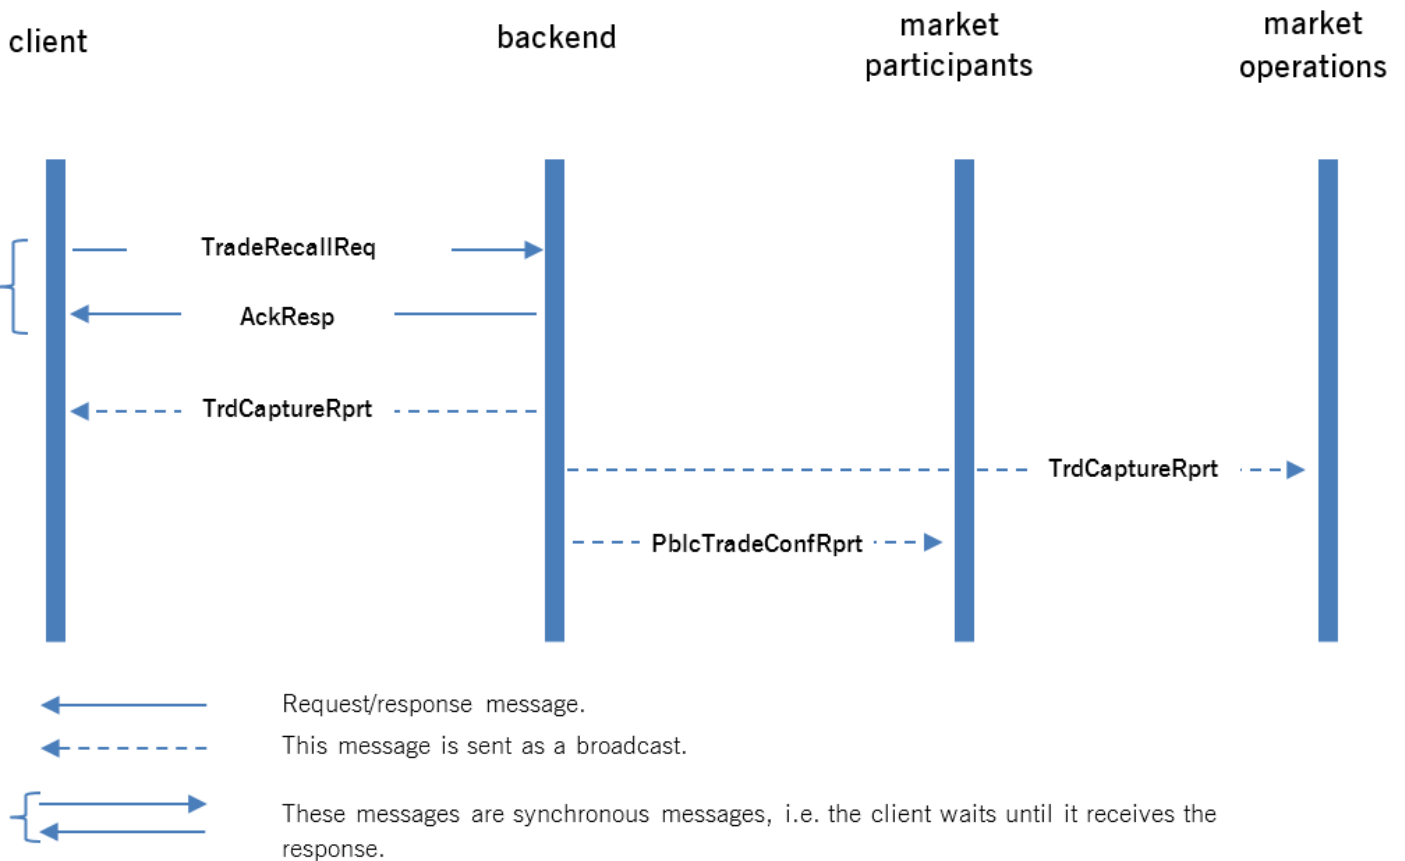 client
backend
market
participants
market
operations
TradeRecallReq
AckResp
TrdCaptureRprt
TrdCaptureRprt
PblcTradeConfRprt
Request/response message.
This message is sent as a broadcast.
These messages are synchronous messages, i.e. the client waits until it receives the
response.